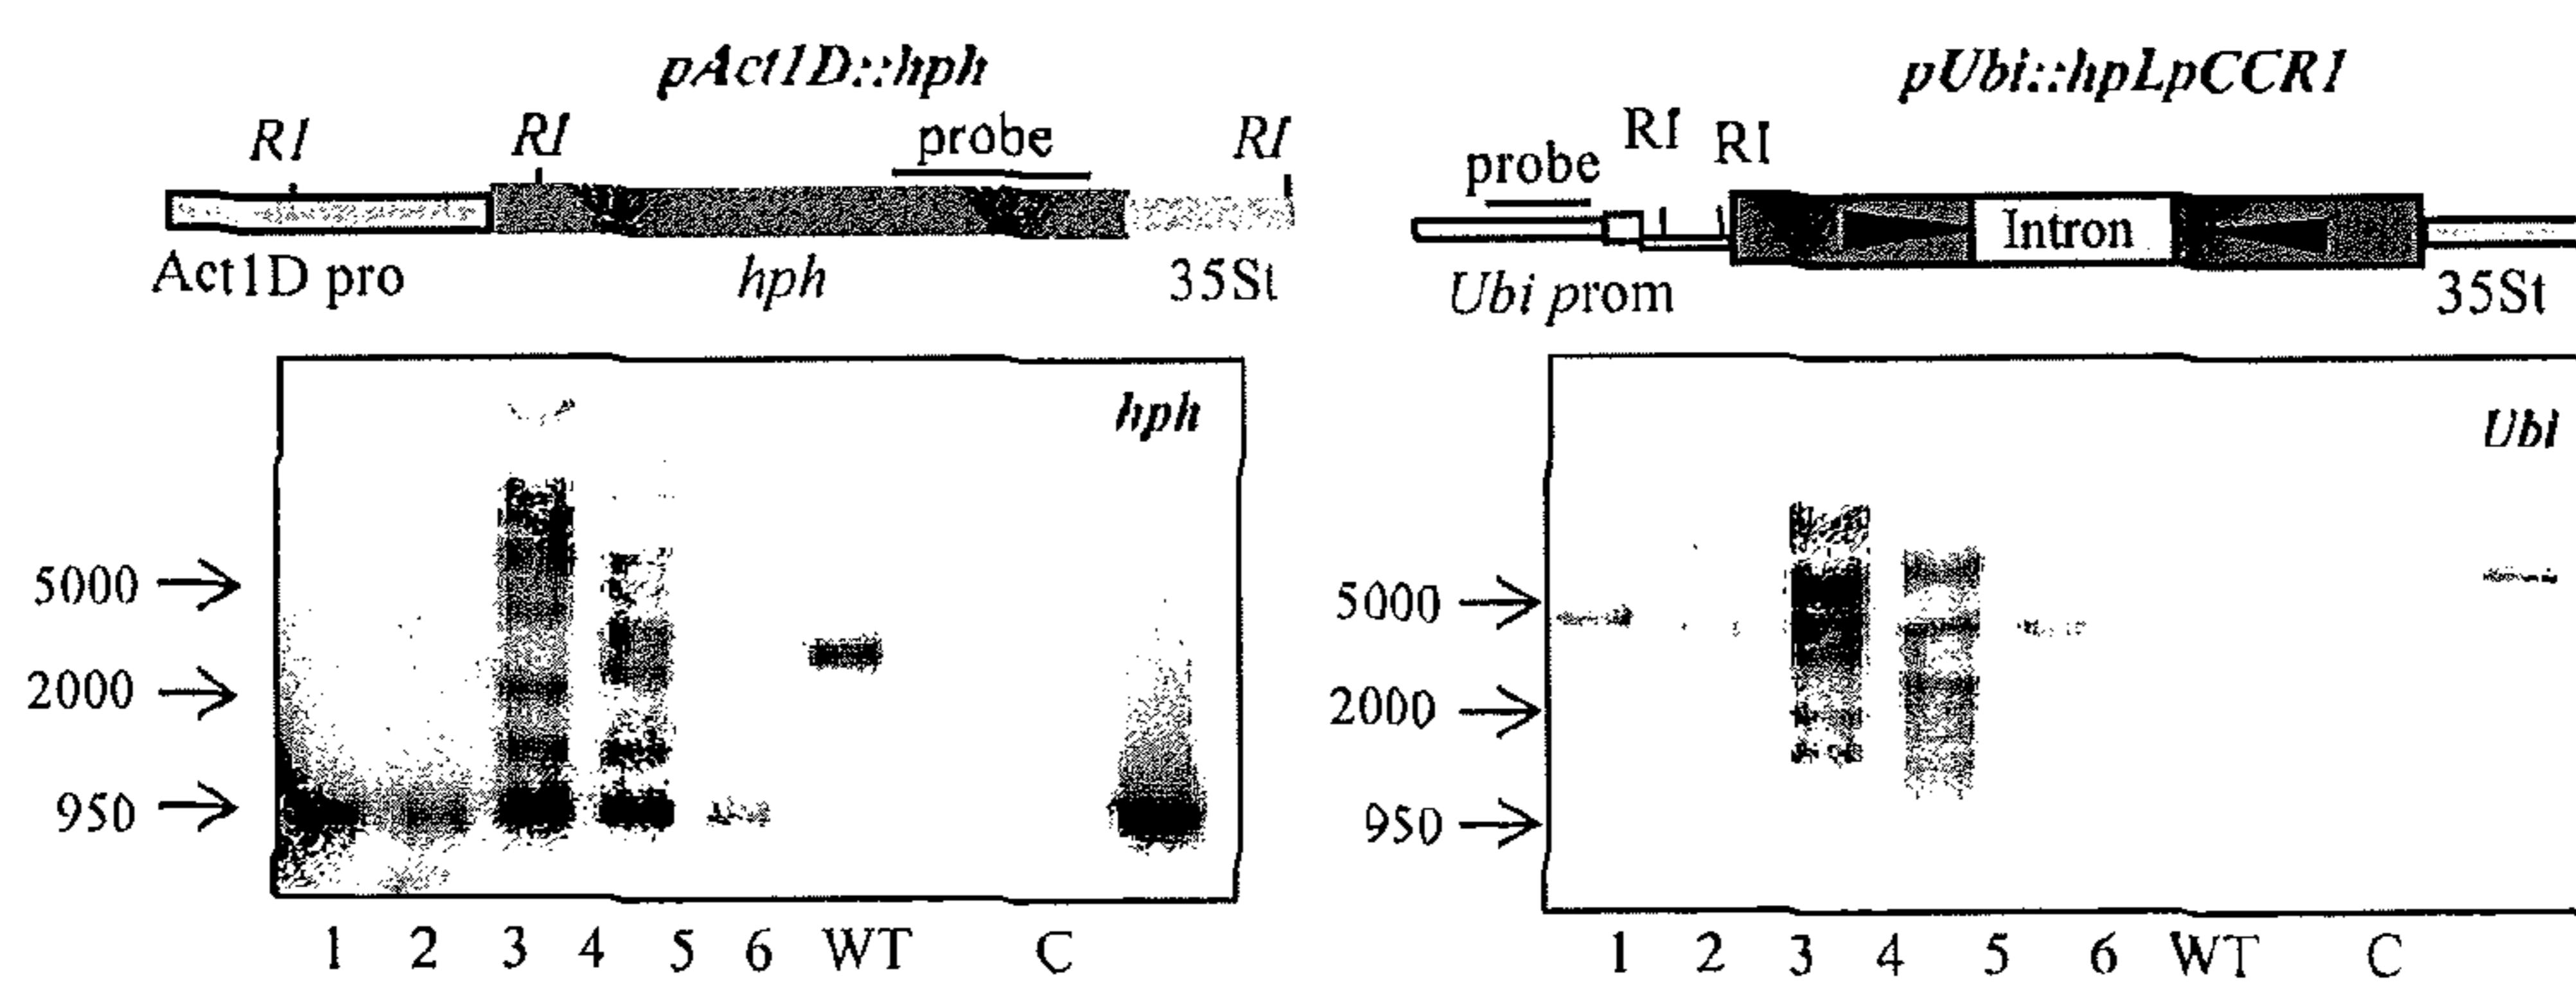 pAct1D::hph
RI RI probe RI
Act1D pro hph 35St
hph
5000
2000
950
1 2 3 4 5 6 WT C
pUbi::hpLpCCR1
probe RI RI
Intron
Ubi prom 35St
Ubi
5000
2000
950
1 2 3 4 5 6 WT C